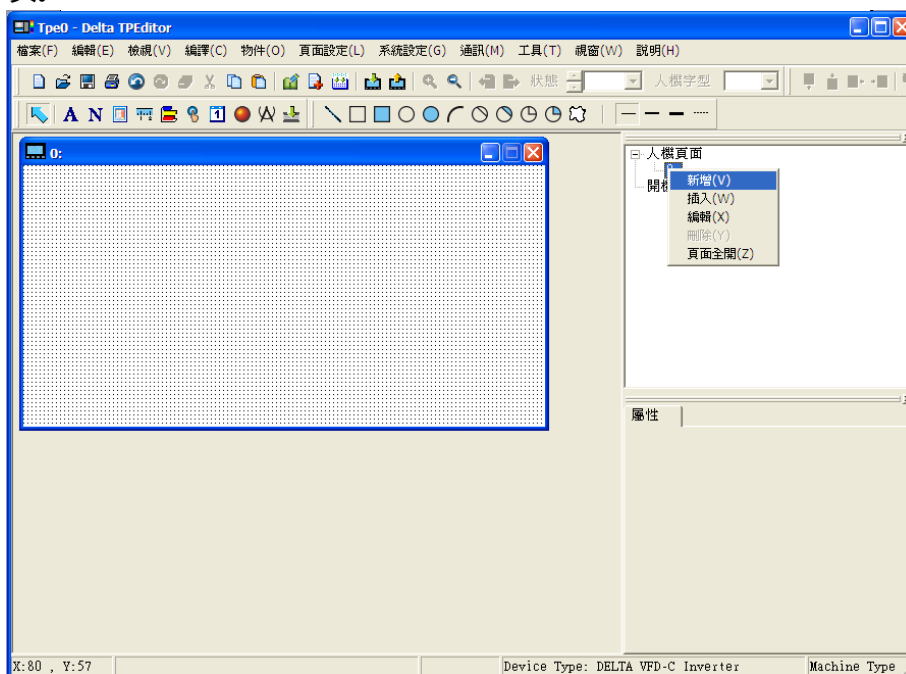 Tpe0 - Delta TPEditor
檔案(F) 編輯(E) 檢視(V) 編譯(C) 物件(O) 頁面設定(L) 系統設定(G) 通訊(M) 工具(T) 視窗(W) 說明(H)
狀態 人機字型
A N
0:
人機頁面
新增(V)
插入(W)
編輯(X)
刪除(Y)
頁面全開(Z)
屬性
X:80 , Y:57 Device Type: DELTA VFD-C Inverter Machine Type